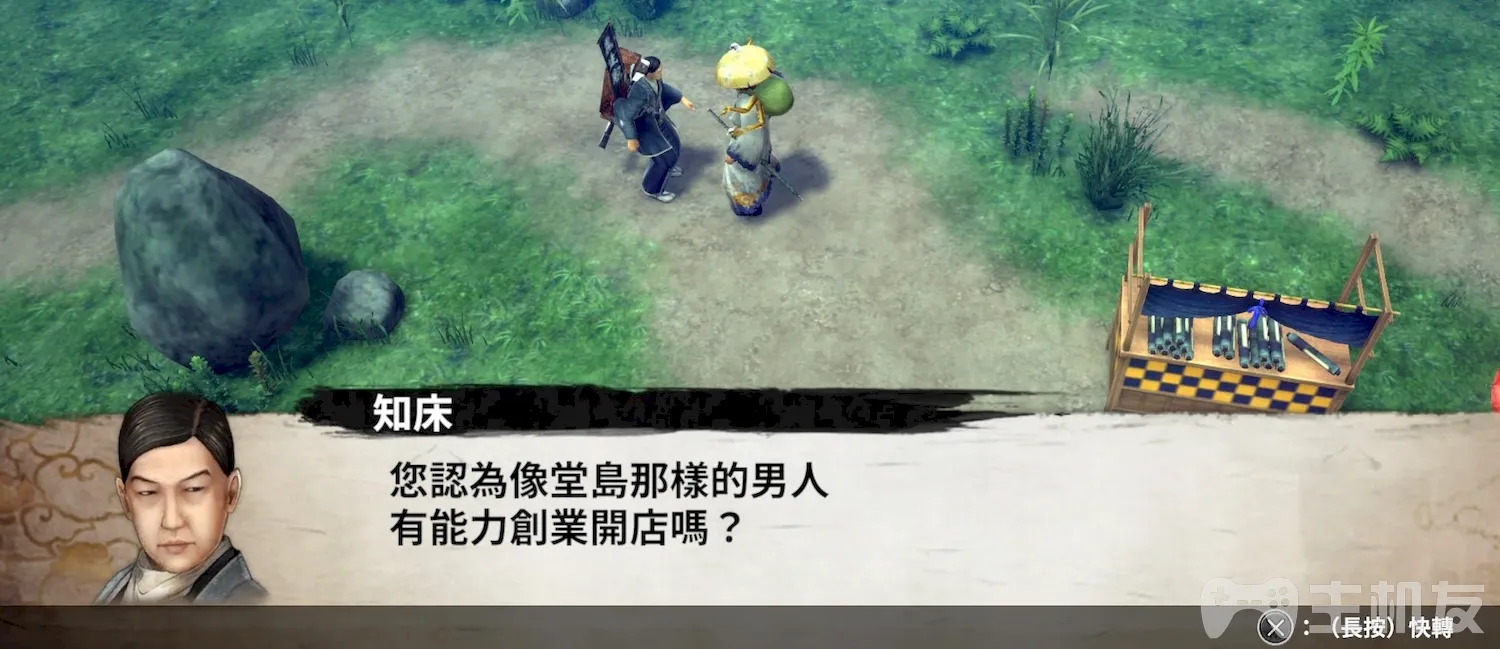 知床
您認為像堂島那樣的男人
有能力創業開店嗎？
主机友
：（長按）快轉